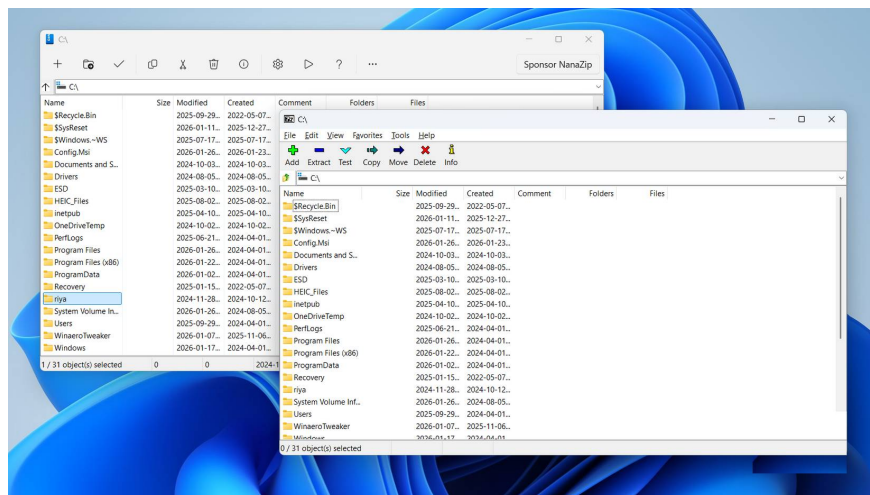 C:\
Sponsor NanaZip
C:\
Name Size Modified Created Comment Folders Files
$Recycle.Bin 2025-09-29... 2022-05-07...
$SysReset 2026-01-11... 2025-12-27...
$Windows.~WS 2025-07-17... 2025-07-17...
Config.Msi 2026-01-26... 2026-01-23...
Documents and S... 2024-10-03... 2024-10-03...
Drivers 2024-08-05... 2024-08-05...
ESD 2025-03-10... 2025-03-10...
HEIC_Files 2025-08-02... 2025-08-02...
inetpub 2025-04-10... 2025-04-10...
OneDriveTemp 2024-10-02... 2024-10-02...
PerfLogs 2025-06-21... 2024-04-01...
Program Files 2026-01-26... 2024-04-01...
Program Files (x86) 2026-01-22... 2024-04-01...
ProgramData 2026-01-02... 2024-04-01...
Recovery 2025-01-15... 2022-05-07...
riya 2024-11-28... 2024-10-12...
System Volume In... 2026-01-26... 2024-08-05...
Users 2025-09-29... 2024-04-01...
WinaeroTweaker 2026-01-07... 2025-11-06...
Windows 2026-01-17... 2024-04-01...
1 / 31 object(s) selected 0 0 2024-1
7z C:\
File Edit View Favorites Tools Help
Add Extract Test Copy Move Delete Info
C:\
Name Size Modified Created Comment Folders Files
$Recycle.Bin 2025-09-29... 2022-05-07...
$SysReset 2026-01-11... 2025-12-27...
$Windows.~WS 2025-07-17... 2025-07-17...
Config.Msi 2026-01-26... 2026-01-23...
Documents and S... 2024-10-03... 2024-10-03...
Drivers 2024-08-05... 2024-08-05...
ESD 2025-03-10... 2025-03-10...
HEIC_Files 2025-08-02... 2025-08-02...
inetpub 2025-04-10... 2025-04-10...
OneDriveTemp 2024-10-02... 2024-10-02...
PerfLogs 2025-06-21... 2024-04-01...
Program Files 2026-01-26... 2024-04-01...
Program Files (x86) 2026-01-22... 2024-04-01...
ProgramData 2026-01-02... 2024-04-01...
Recovery 2025-01-15... 2022-05-07...
riya 2024-11-28... 2024-10-12...
System Volume Inf... 2026-01-26... 2024-08-05...
Users 2025-09-29... 2024-04-01...
WinaeroTweaker 2026-01-07... 2025-11-06...
Windows 2026-01-17 2024-04-01
0 / 31 object(s) selected